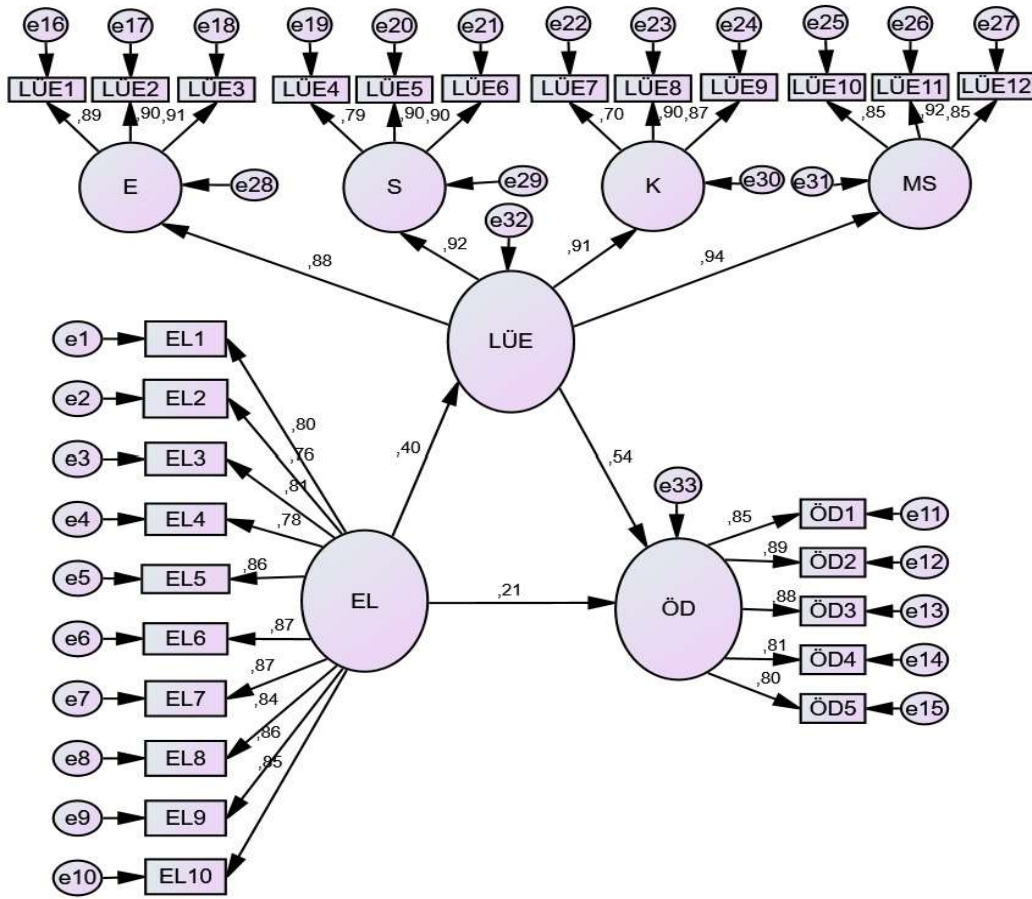 e16 e17 e18 e19 e20 e21 e22 e23 e24 e25 e26 e27
LÜE1 LÜE2 LÜE3 LÜE4 LÜE5 LÜE6 LÜE7 LÜE8 LÜE9 LÜE10 LÜE11 LÜE12
,89 ,90 ,91 ,79 ,90 ,90 ,70 ,90 ,87 ,85 ,92 ,85
E e28 S e29 K e30 e31 MS
e32
,88 ,92 ,91 ,94
LÜE
e1 EL1
e2 EL2
e3 EL3
e4 EL4
e5 EL5
e6 EL6
e7 EL7
e8 EL8
e9 EL9
e10 EL10
,80
,76
,81
,78
,86
,87
,87
,84
,86
,85
EL
,40
,54
,21
e33
ÖD
,85 ÖD1 e11
,89 ÖD2 e12
,88 ÖD3 e13
,81 ÖD4 e14
,80 ÖD5 e15